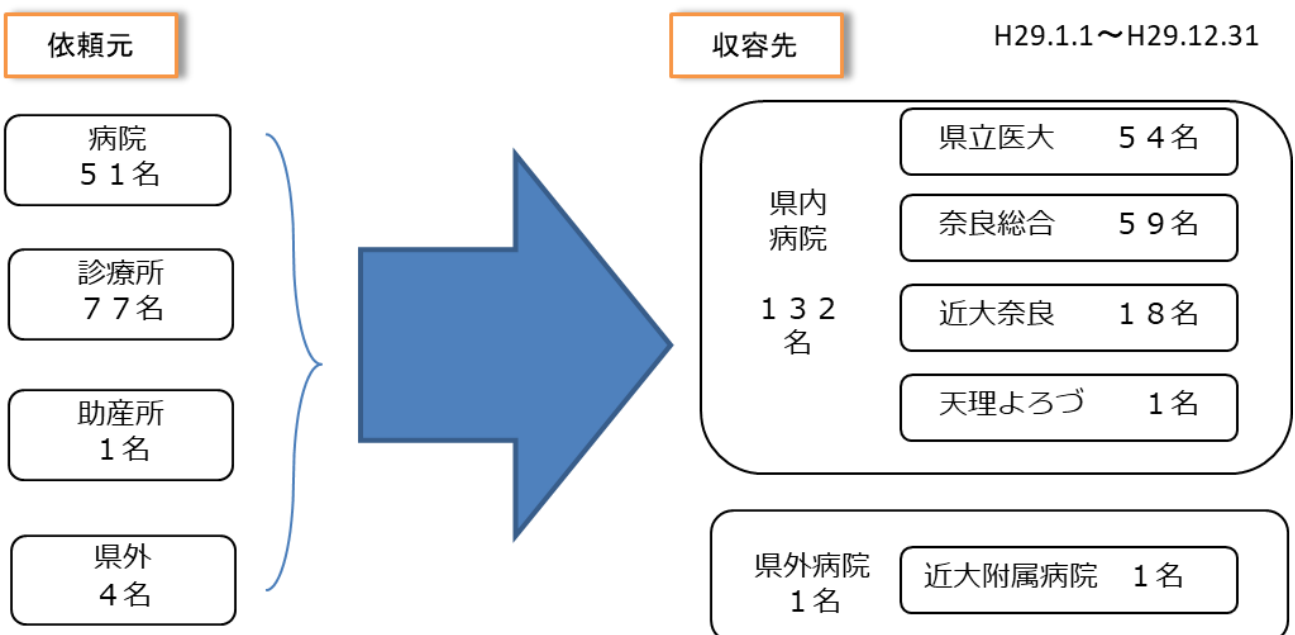 依頼元
病院
５１名
診療所
７７名
助産所
１名
県外
４名
収容先
H29.1.1～H29.12.31
県内
病院
１３２
名
県立医大　５４名
奈良総合　５９名
近大奈良　１８名
天理よろづ　１名
県外病院
１名
近大附属病院　１名